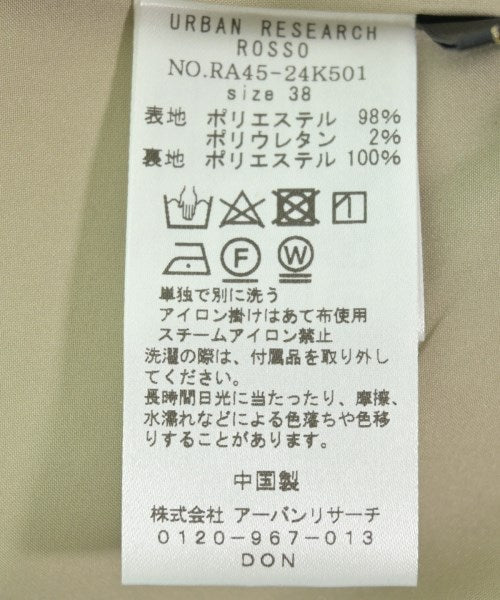 URBAN RESEARCH
ROSSO
NO.RA45-24K501
size 38
表地 ポリエステル 98%
ポリウレタン 2%
裏地 ポリエステル 100%
F W
単独で別に洗う
アイロン掛けはあて布使用
スチームアイロン禁止
洗濯の際は、付属品を取り外し
てください。
長時間日光に当たったり、摩擦、
水濡れなどによる色落ちや色移
りすることがあります。
中国製
株式会社 アーバンリサーチ
0120-967-013
DON